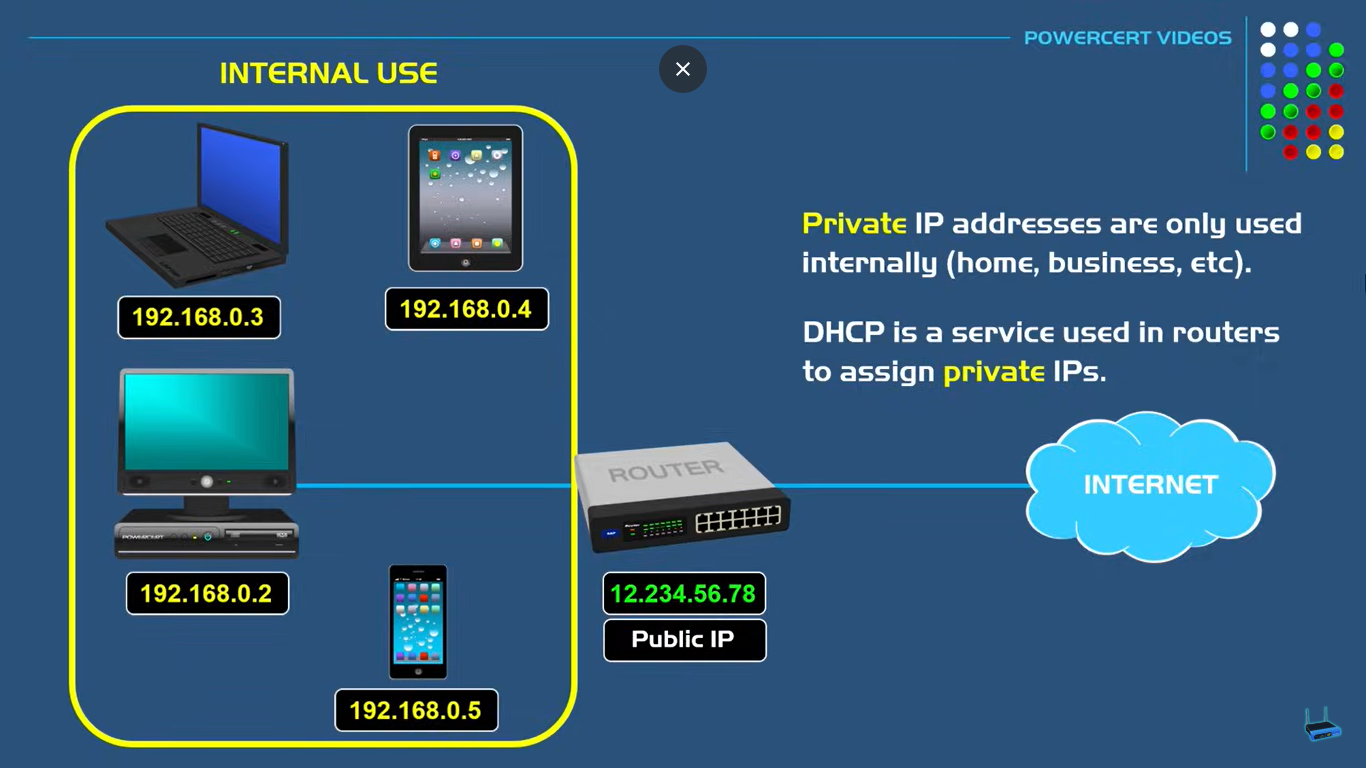 POWERCERT VIDEOS
INTERNAL USE
192.168.0.3
192.168.0.4
Private IP addresses are only used
internally (home, business, etc).
DHCP is a service used in routers
to assign private IPs.
POWERCERT
192.168.0.2
192.168.0.5
ROUTER
12.234.56.78
Public IP
INTERNET